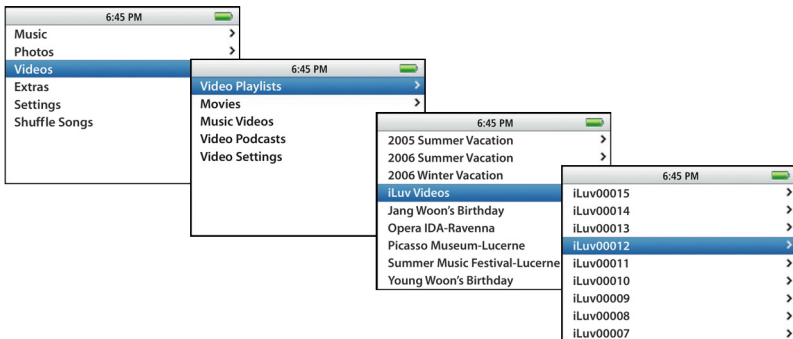 6:45 PM
Music
Photos
Videos
Extras
Settings
Shuffle Songs
6:45 PM
Video Playlists
Movies
Music Videos
Video Podcasts
Video Settings
6:45 PM
2005 Summer Vacation
2006 Summer Vacation
2006 Winter Vacation
iLuv Videos
Jang Woon's Birthday
Opera IDA-Ravenna
Picasso Museum-Lucerne
Summer Music Festival-Lucerne
Young Woon's Birthday
6:45 PM
iLuv00015
iLuv00014
iLuv00013
iLuv00012
iLuv00011
iLuv00010
iLuv00009
iLuv00008
iLuv00007